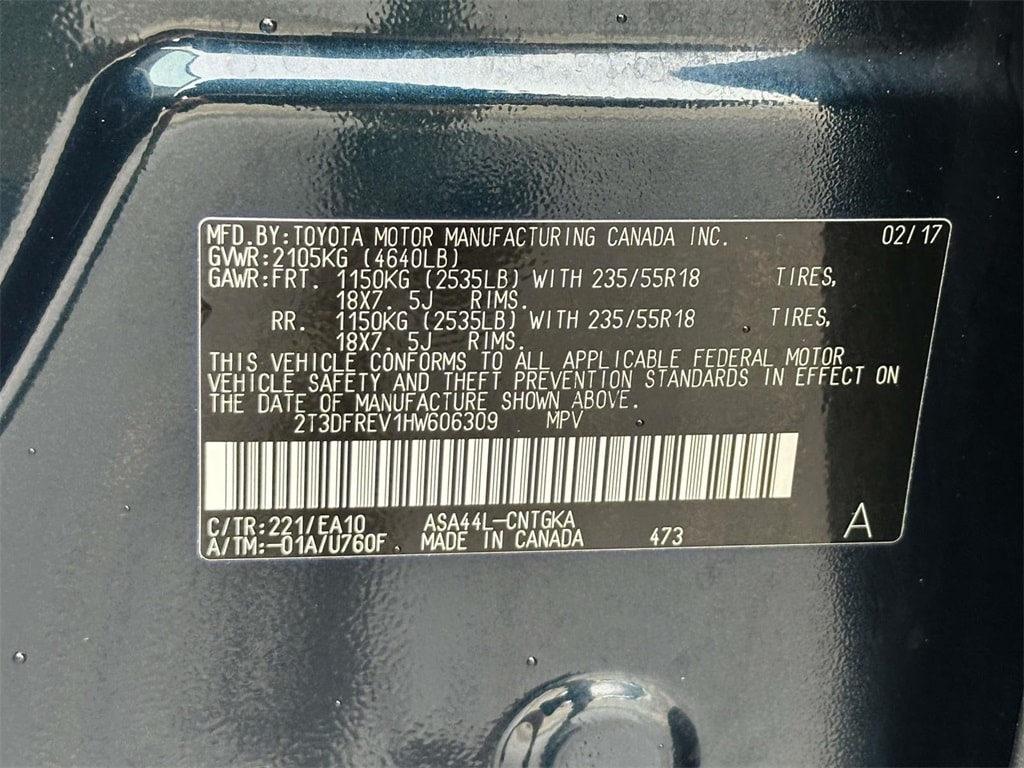 MFD.BY:TOYOTA MOTOR MANUFACTURING CANADA INC. 02/17
GVWR:2105KG (4640LB)
GAWR:FRT. 1150KG (2535LB) WITH 235/55R18 TIRES,
18X7. 5J RIMS.
RR. 1150KG (2535LB) WITH 235/55R18 TIRES,
18X7. 5J RIMS.
THIS VEHICLE CONFORMS TO ALL APPLICABLE FEDERAL MOTOR
VEHICLE SAFETY AND THEFT PREVENTION STANDARDS IN EFFECT ON
THE DATE OF MANUFACTURE SHOWN ABOVE.
2T3DFREV1HW606309 MPV
C/TR:221/EA10 ASA44L-CNTGKA
A/TM:-01A/U760F MADE IN CANADA 473 A